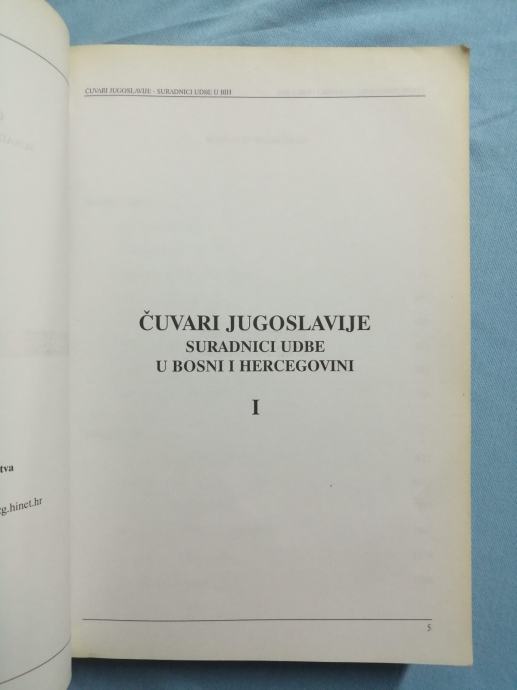 tva
g.hinet.hr
ČUVARI JUGOSLAVIJE - SURADNICI UDBE U BIH
ČUVARI JUGOSLAVIJE
SURADNICI UDBE
U BOSNI I HERCEGOVINI
I
5